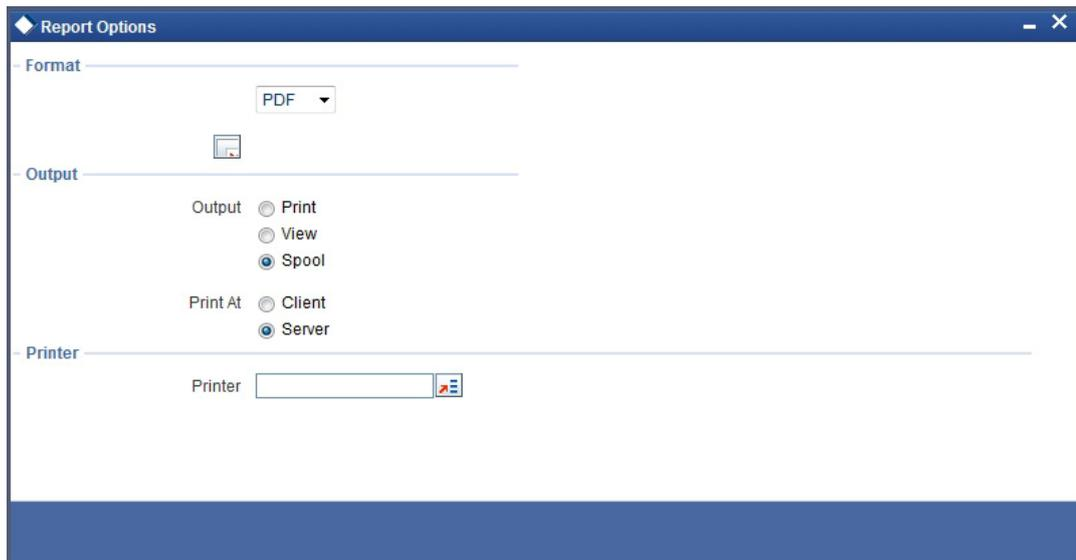 Report Options
Format
PDF
Output
Output Print
View
Spool
Print At Client
Server
Printer
Printer